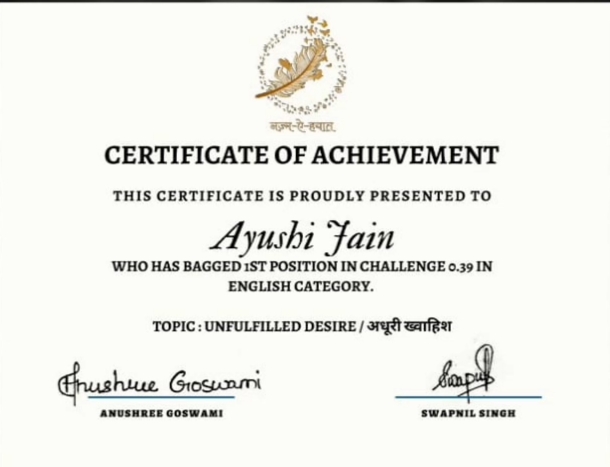 नज़्म-ऐ-हयात
CERTIFICATE OF ACHIEVEMENT
THIS CERTIFICATE IS PROUDLY PRESENTED TO
Ayushi Jain
WHO HAS BAGGED 1ST POSITION IN CHALLENGE 0.39 IN
ENGLISH CATEGORY.
TOPIC : UNFULFILLED DESIRE / अधूरी ख्वाहिश
Anushree Goswami
Swapnil
ANUSHREE GOSWAMI
SWAPNIL SINGH